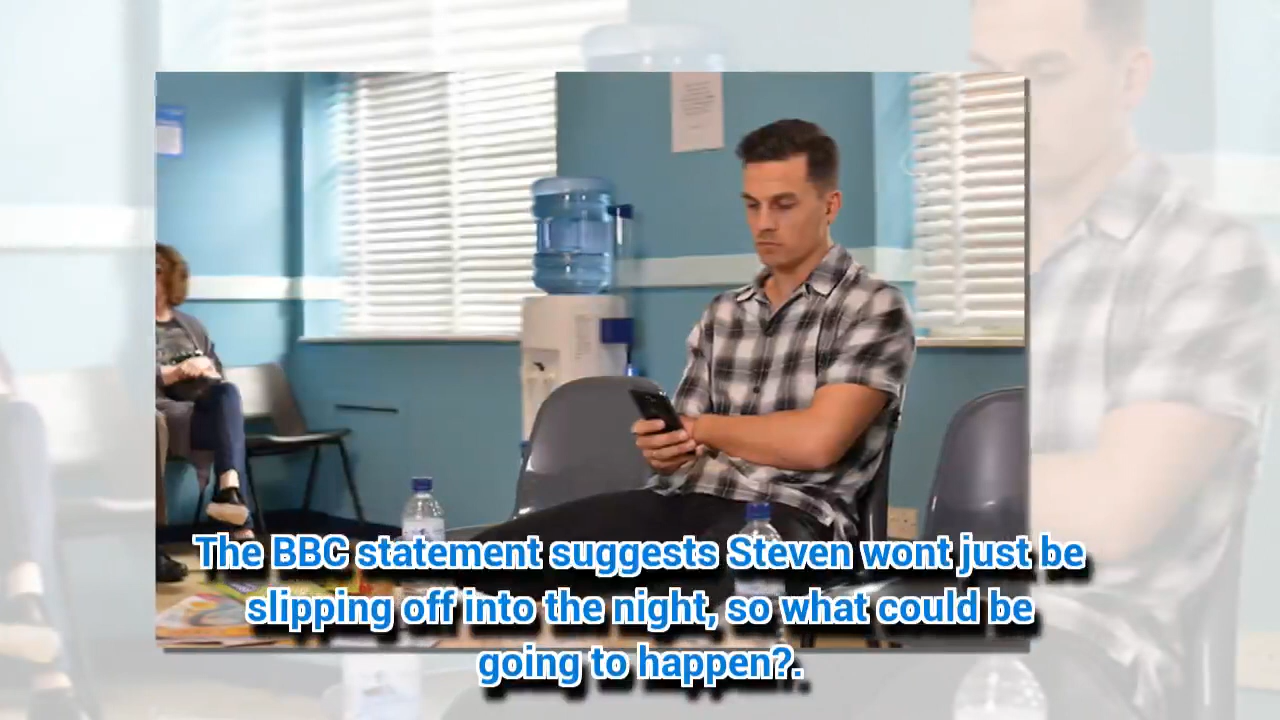 The BBC statement suggests Steven wont just be
slipping off into the night, so what could be
going to happen?.